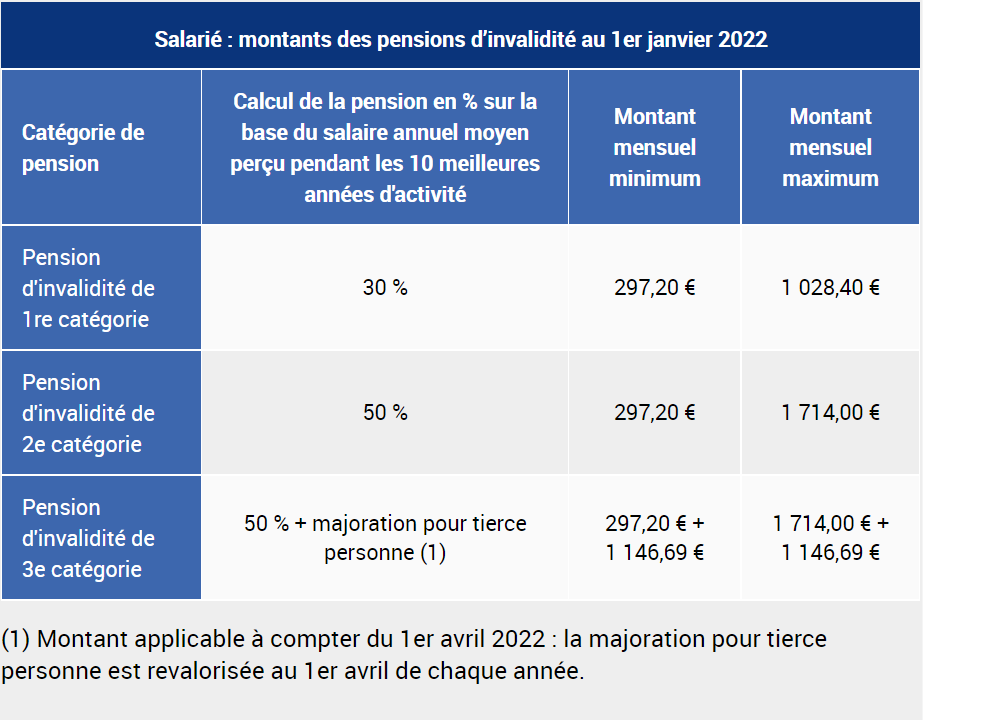 Salarié : montants des pensions d'invalidité au 1er janvier 2022
Catégorie de
pension
Calcul de la pension en % sur la
base du salaire annuel moyen
perçu pendant les 10 meilleures
années d'activité
Montant
mensuel
minimum
Montant
mensuel
maximum
Pension
d'invalidité de
1re catégorie
30 %
297,20 €
1 028,40 €
Pension
d'invalidité de
2e catégorie
50 %
297,20 €
1 714,00 €
Pension
d'invalidité de
3e catégorie
50 % + majoration pour tierce
personne (1)
297,20 € +
1 146,69 €
1 714,00 € +
1 146,69 €
(1) Montant applicable à compter du 1er avril 2022 : la majoration pour tierce
personne est revalorisée au 1er avril de chaque année.